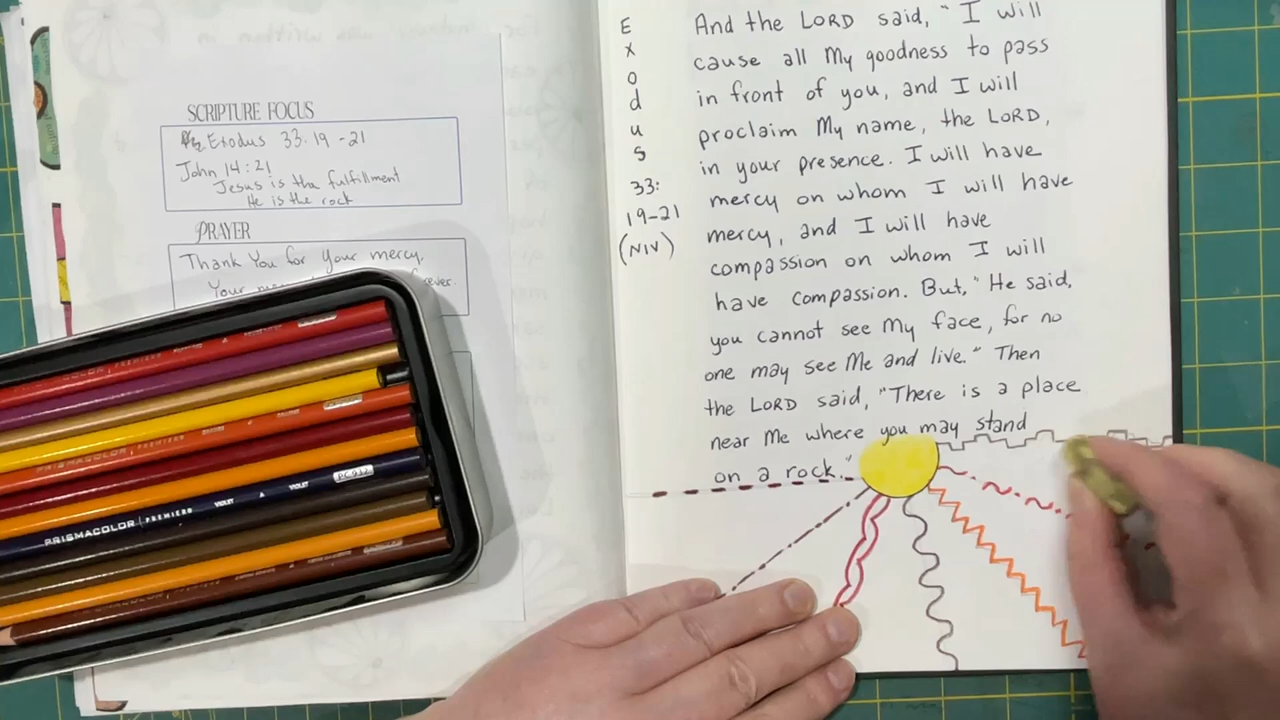 SCRIPTURE FOCUS
Exodus 33:19-21
John 14:21
Jesus is the fulfillment
He is the rock
PRAYER
Thank You for Your mercy.
Your forever.
PRISMACOLOR PREMIER VIOLET VIOLET PC 932
E
x
o
d
u
s
33:
19-21
(NIV)
And the LORD said, "I will
cause all My goodness to pass
in front of you, and I will
proclaim My name, the LORD,
in your presence. I will have
mercy on whom I will have
mercy, and I will have
compassion on whom I will
have compassion. But," He said,
you cannot see My face, for no
one may see Me and live." Then
the LORD said, "There is a place
near Me where you may stand
on a rock."